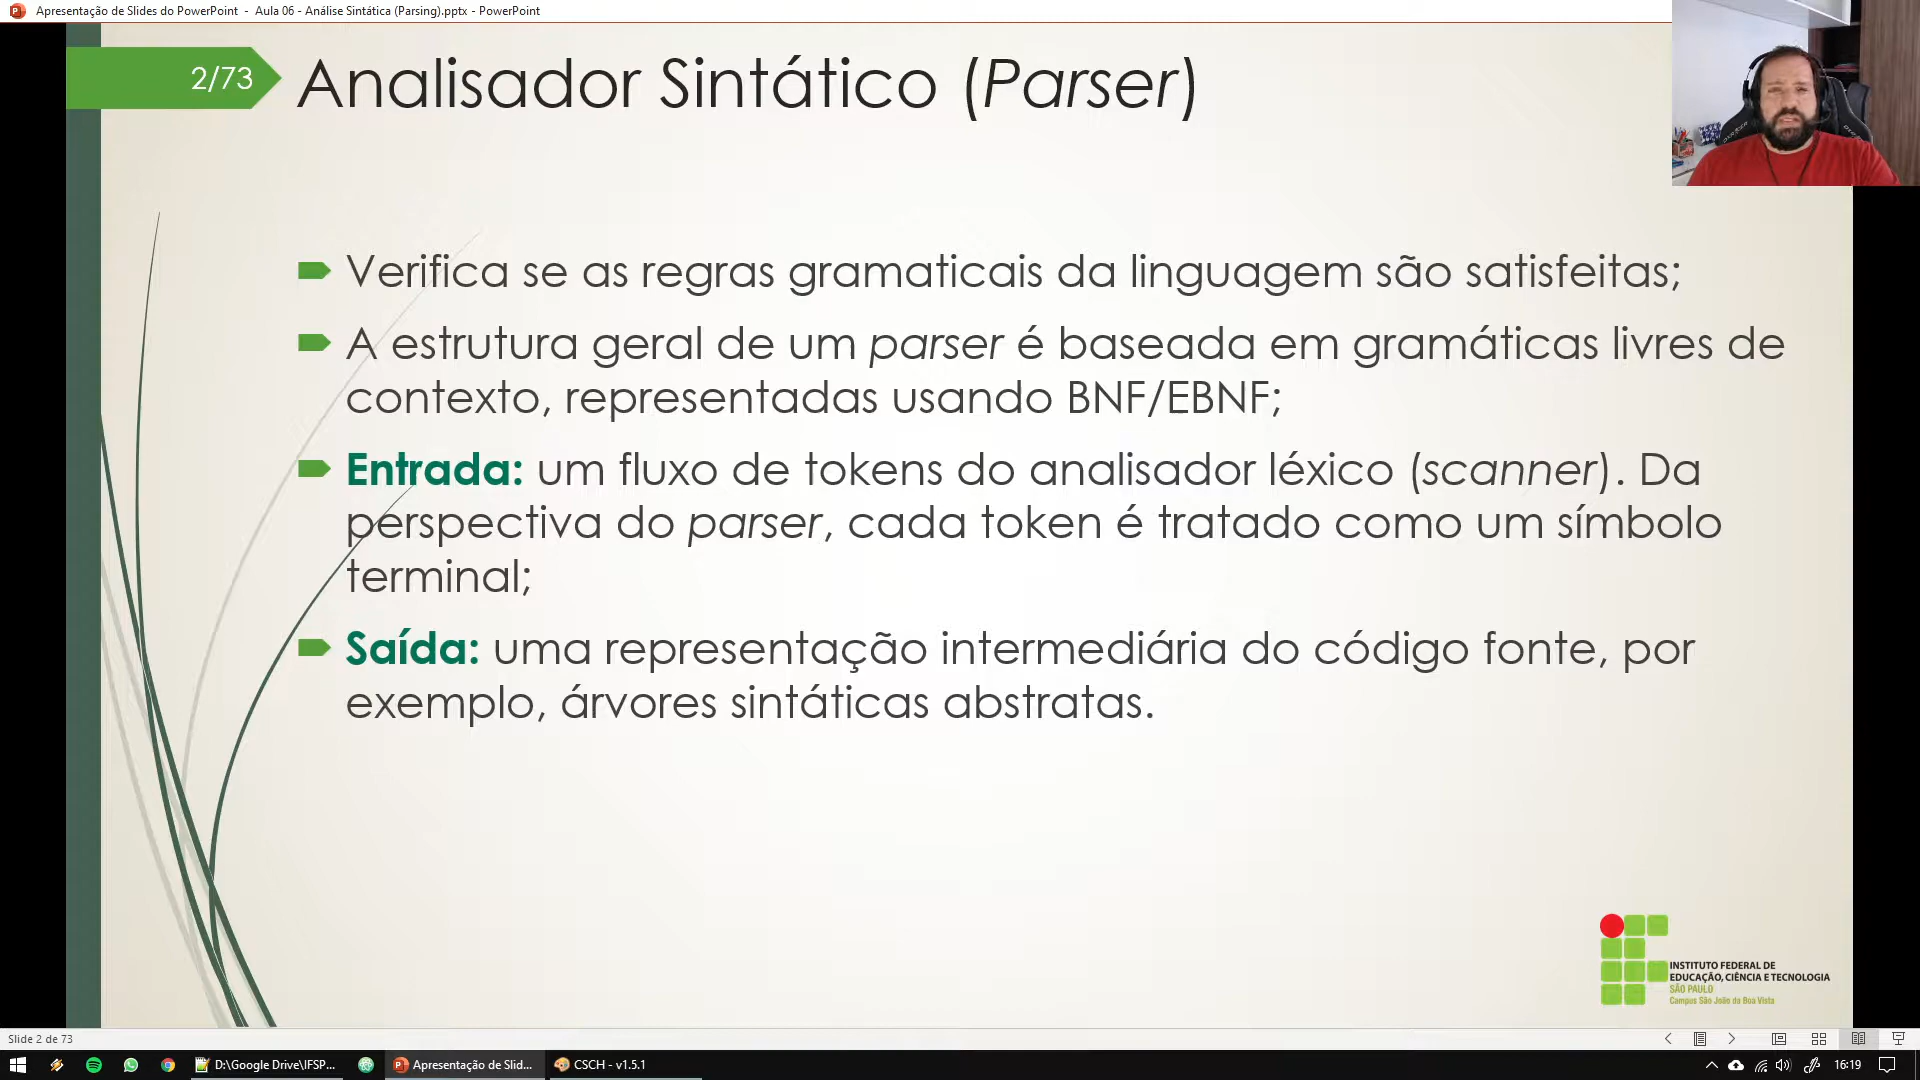 Apresentação de Slides do PowerPoint - Aula 06 - Análise Sintática (Parsing).pptx - PowerPoint
2/73
Analisador Sintático (Parser)
Verifica se as regras gramaticais da linguagem são satisfeitas;
A estrutura geral de um parser é baseada em gramáticas livres de
contexto, representadas usando BNF/EBNF;
Entrada: um fluxo de tokens do analisador léxico (scanner). Da
perspectiva do parser, cada token é tratado como um símbolo
terminal;
Saída: uma representação intermediária do código fonte, por
exemplo, árvores sintáticas abstratas.
INSTITUTO FEDERAL DE
EDUCAÇÃO, CIÊNCIA E TECNOLOGIA
SÃO PAULO
Campus São João da Boa Vista
Slide 2 de 73
D:\Google Drive\IFSP...
Apresentação de Slid...
CSCH - v1.5.1
16:19